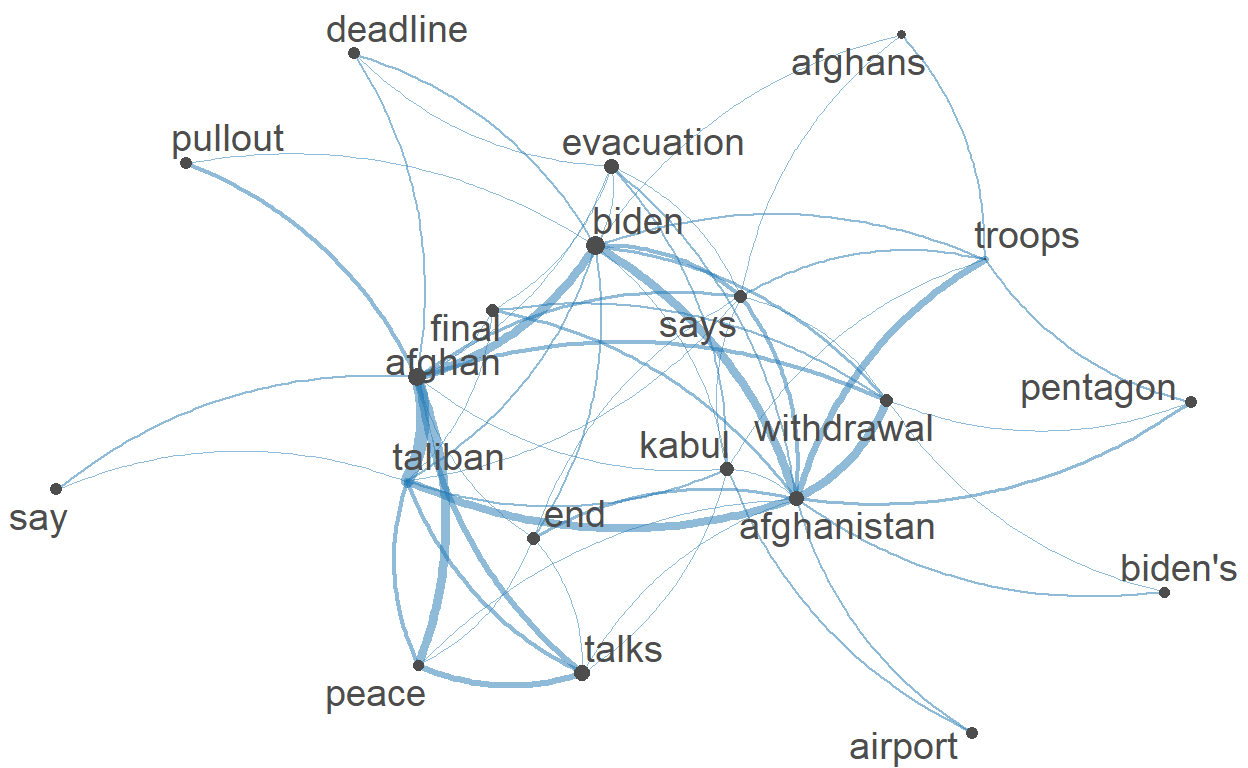 deadline
afghans
pullout
evacuation
biden
troops
final
says
afghan
pentagon
withdrawal
kabul
taliban
say
end
afghanistan
biden's
talks
peace
airport